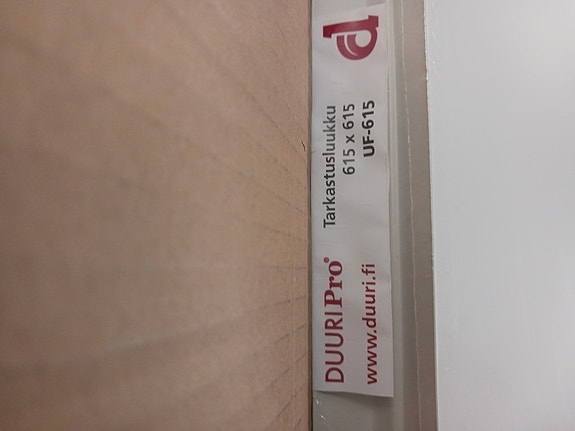 DUURI Pro®
www.duuri.fi
Tarkastusluukku
615 x 615
UF-615
d